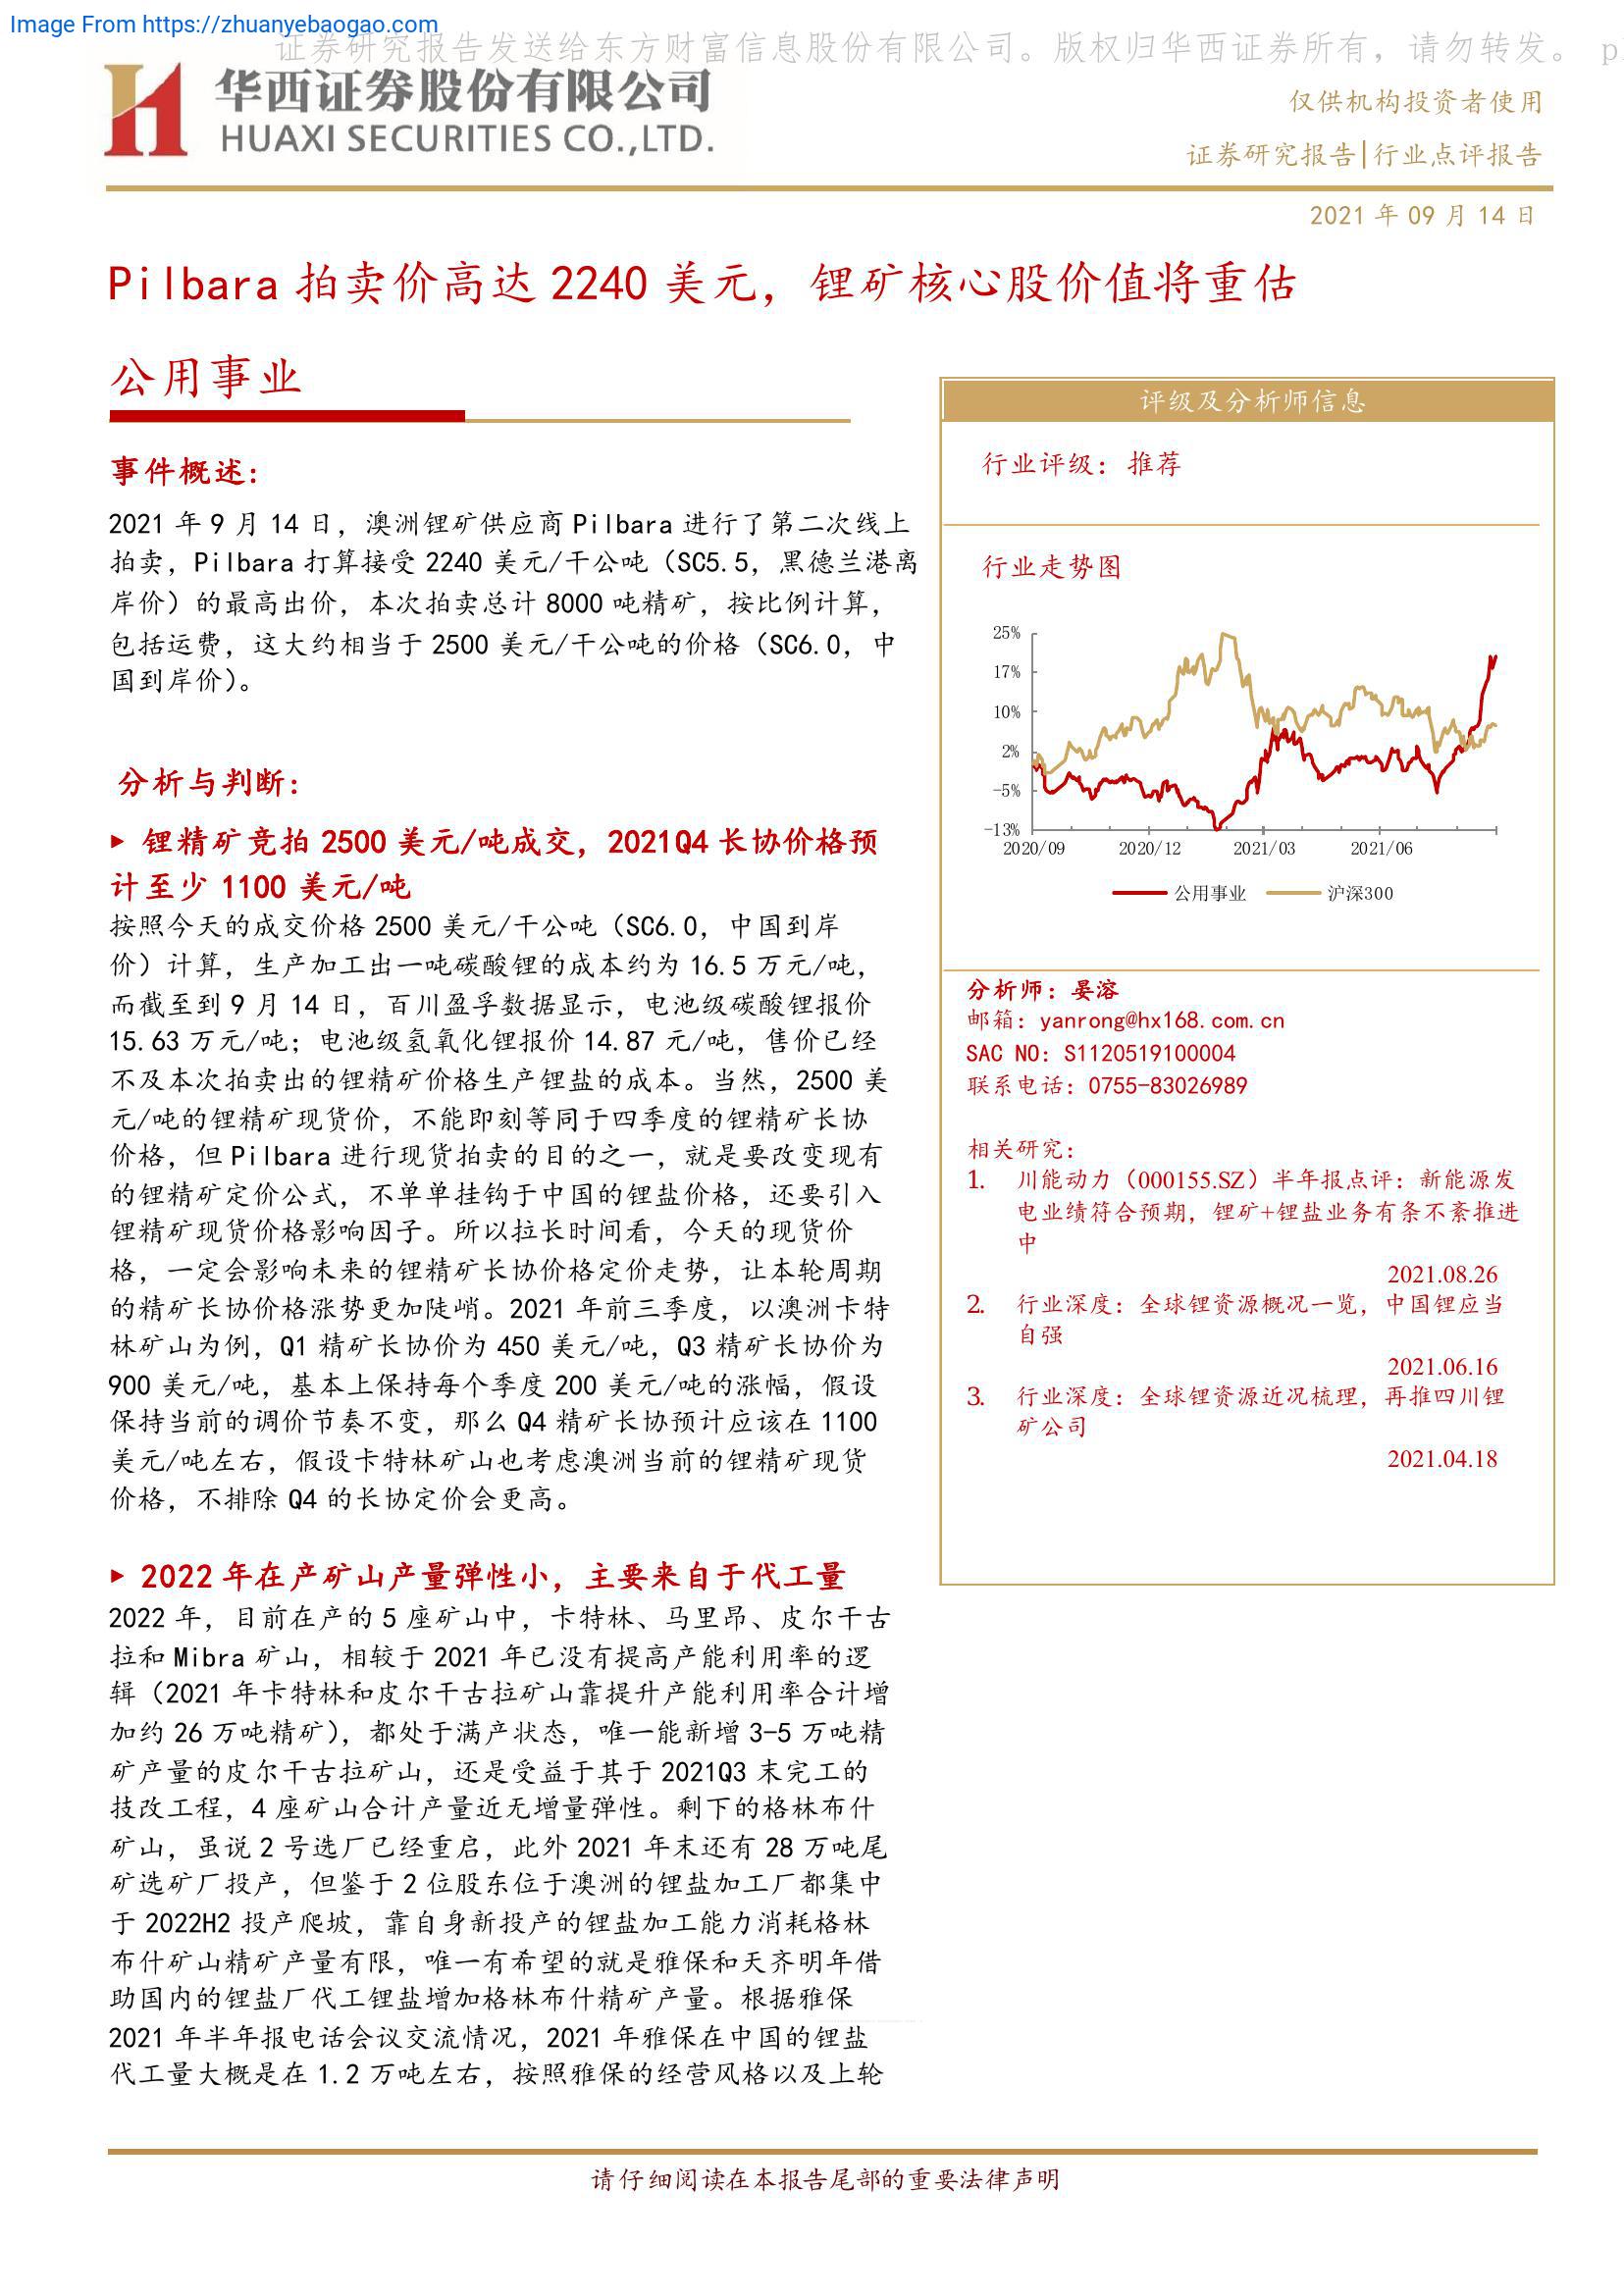 Image From https://zhuanyebaogao.com
证券研究报告发送给东方财富信息股份有限公司。版权归华西证券所有，请勿转发。 p
华西证券股份有限公司
HUAXI SECURITIES CO.,LTD.
仅供机构投资者使用
证券研究报告|行业点评报告
2021 年 09 月 14 日
Pilbara 拍卖价高达 2240 美元，锂矿核心股价值将重估
公用事业
事件概述：
2021 年 9 月 14 日，澳洲锂矿供应商 Pilbara 进行了第二次线上
拍卖，Pilbara 打算接受 2240 美元/干公吨（SC5.5，黑德兰港离
岸价）的最高出价，本次拍卖总计 8000 吨精矿，按比例计算，
包括运费，这大约相当于 2500 美元/干公吨的价格（SC6.0，中
国到岸价）。
分析与判断：
► 锂精矿竞拍 2500 美元/吨成交，2021Q4 长协价格预
计至少 1100 美元/吨
按照今天的成交价格 2500 美元/干公吨（SC6.0，中国到岸
价）计算，生产加工出一吨碳酸锂的成本约为 16.5 万元/吨，
而截至到 9 月 14 日，百川盈孚数据显示，电池级碳酸锂报价
15.63 万元/吨；电池级氢氧化锂报价 14.87 元/吨，售价已经
不及本次拍卖出的锂精矿价格生产锂盐的成本。当然，2500 美
元/吨的锂精矿现货价，不能即刻等同于四季度的锂精矿长协
价格，但 Pilbara 进行现货拍卖的目的之一，就是要改变现有
的锂精矿定价公式，不单单挂钩于中国的锂盐价格，还要引入
锂精矿现货价格影响因子。所以拉长时间看，今天的现货价
格，一定会影响未来的锂精矿长协价格定价走势，让本轮周期
的精矿长协价格涨势更加陡峭。2021 年前三季度，以澳洲卡特
林矿山为例，Q1 精矿长协价为 450 美元/吨，Q3 精矿长协价为
900 美元/吨，基本上保持每个季度 200 美元/吨的涨幅，假设
保持当前的调价节奏不变，那么 Q4 精矿长协预计应该在 1100
美元/吨左右，假设卡特林矿山也考虑澳洲当前的锂精矿现货
价格，不排除 Q4 的长协定价会更高。
► 2022 年在产矿山产量弹性小，主要来自于代工量
2022 年，目前在产的 5 座矿山中，卡特林、马里昂、皮尔干古
拉和 Mibra 矿山，相较于 2021 年已没有提高产能利用率的逻
辑（2021 年卡特林和皮尔干古拉矿山靠提升产能利用率合计增
加约 26 万吨精矿），都处于满产状态，唯一能新增 3-5 万吨精
矿产量的皮尔干古拉矿山，还是受益于其于 2021Q3 末完工的
技改工程，4 座矿山合计产量近无增量弹性。剩下的格林布什
矿山，虽说 2 号选厂已经重启，此外 2021 年末还有 28 万吨尾
矿选矿厂投产，但鉴于 2 位股东位于澳洲的锂盐加工厂都集中
于 2022H2 投产爬坡，靠自身新投产的锂盐加工能力消耗格林
布什矿山精矿产量有限，唯一有希望的就是雅保和天齐明年借
助国内的锂盐厂代工锂盐增加格林布什精矿产量。根据雅保
2021 年半年报电话会议交流情况，2021 年雅保在中国的锂盐
代工量大概是在 1.2 万吨左右，按照雅保的经营风格以及上轮
评级及分析师信息
行业评级：推荐
行业走势图
25%
17%
10%
2%
-5%
-13%
2020/09 2020/12 2021/03 2021/06
公用事业 沪深300
分析师：晏溶
邮箱：yanrong@hx168.com.cn
SAC NO：S1120519100004
联系电话：0755-83026989
相关研究：
1. 川能动力（000155.SZ）半年报点评：新能源发
电业绩符合预期，锂矿+锂盐业务有条不紊推进
中
2021.08.26
2. 行业深度：全球锂资源概况一览，中国锂应当
自强
2021.06.16
3. 行业深度：全球锂资源近况梳理，再推四川锂
矿公司
2021.04.18
请仔细阅读在本报告尾部的重要法律声明